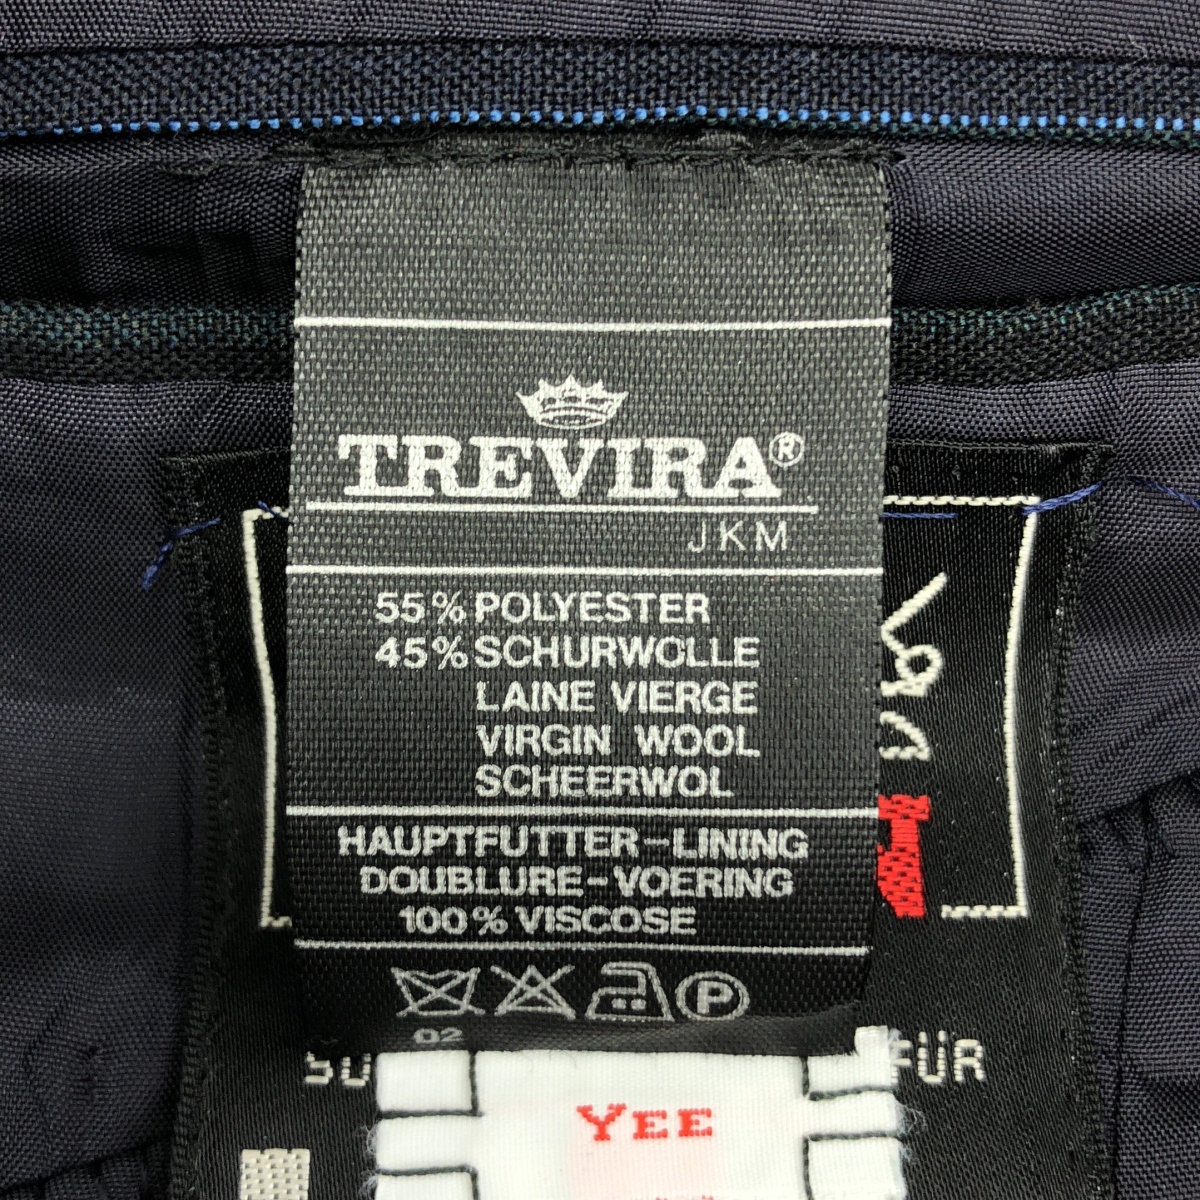 TREVIRA®
JKM
55% POLYESTER
45% SCHURWOLLE
LAINE VIERGE
VIRGIN WOOL
SCHEERWOL
HAUPTFUTTER-LINING
DOUBLURE-VOERING
100% VISCOSE
P
02
FÜR
YEE